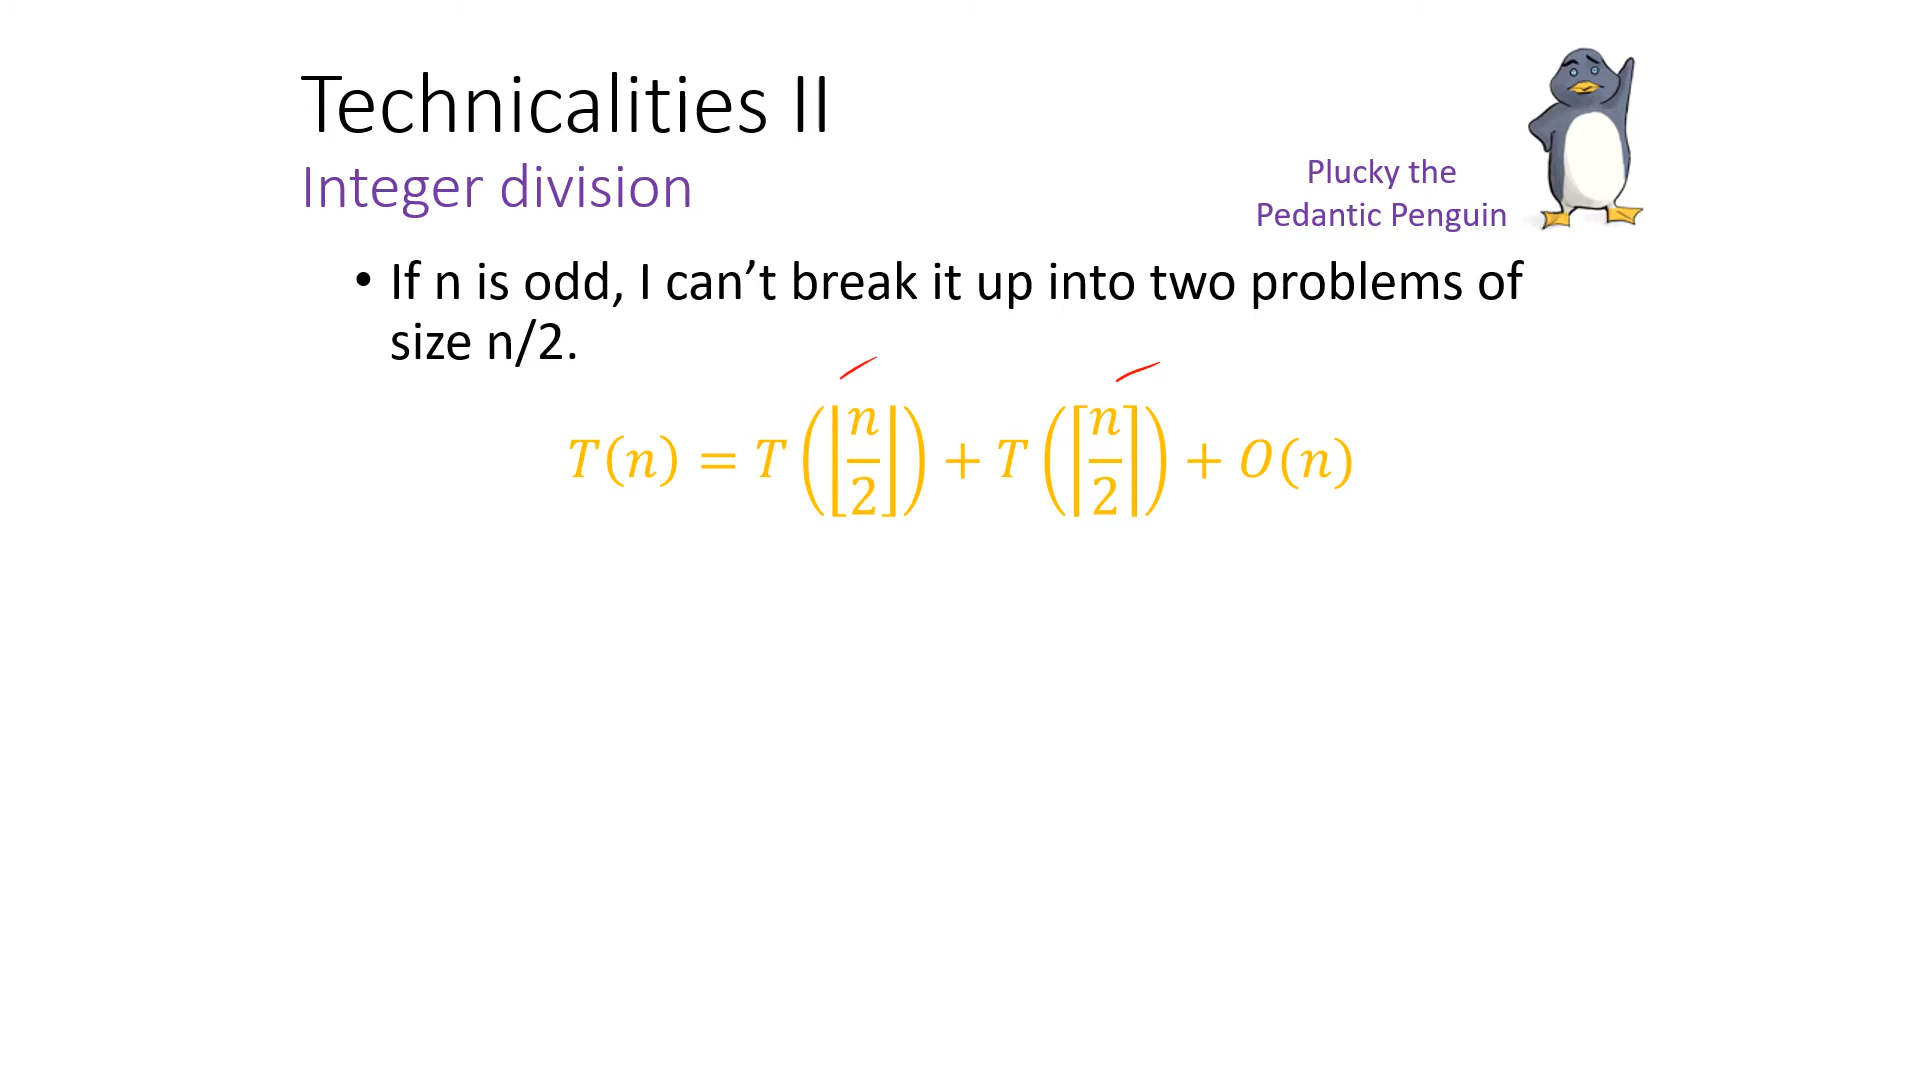 Technicalities II
Integer division
Plucky the
Pedantic Penguin
• If n is odd, I can’t break it up into two problems of
size n/2.
T(n) = T(⌊n/2⌋) + T(⌈n/2⌉) + O(n)